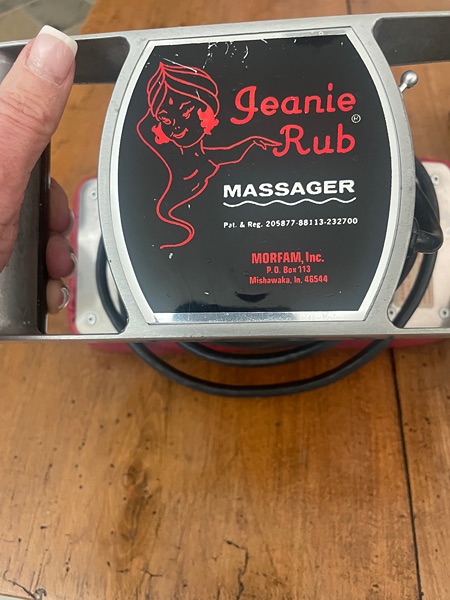 Jeanie
Rub®
MASSAGER
Pat. & Reg. 205877-88113-232700
MORFAM, Inc.
P.O. Box 113
Mishawaka, In. 46544